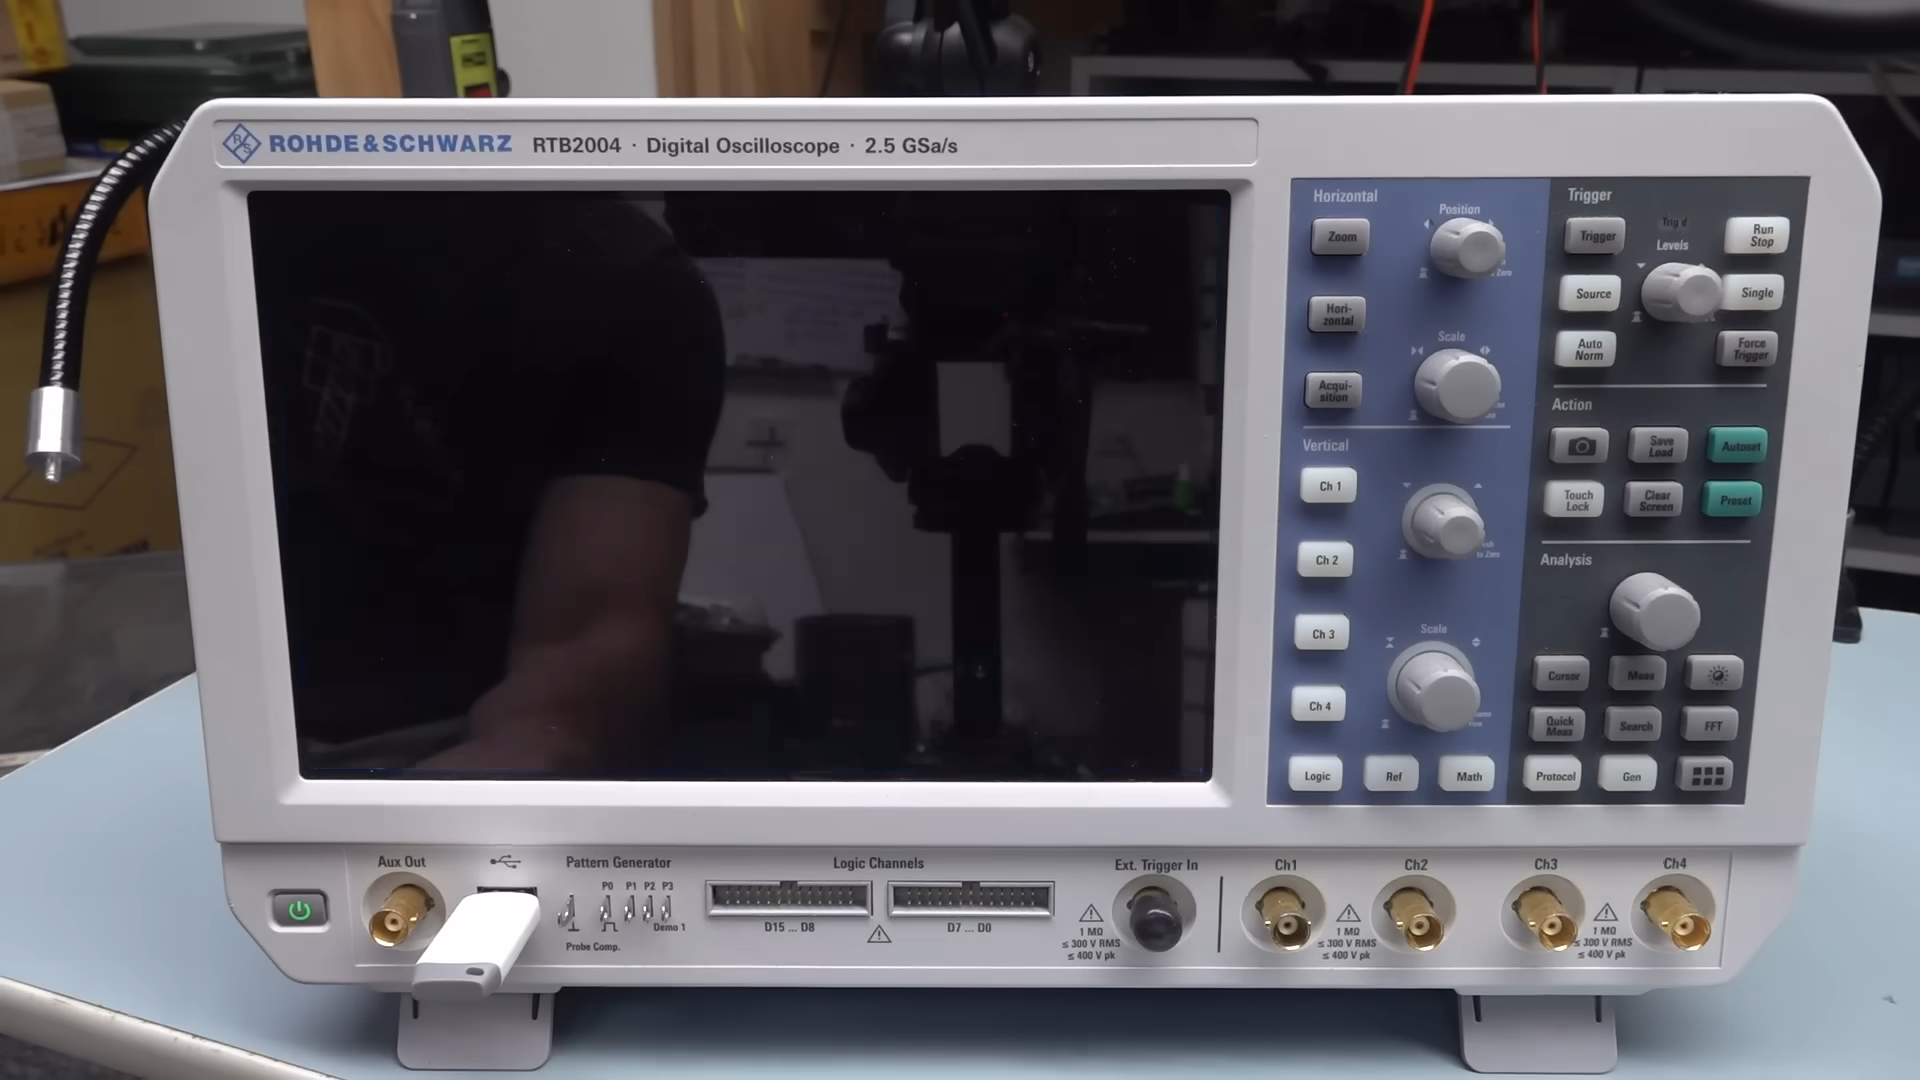 R S
ROHDE & SCHWARZ RTB2004 · Digital Oscilloscope · 2.5 GSa/s
Horizontal
Position
Zoom
Zero
Hori-
zontal
Scale
Acqui-
sition
Vertical
Ch 1
to Zero
Ch 2
Ch 3
Scale
Ch 4
Logic
Ref
Math
Trigger
Trig'd
Trigger
Levels
Run
Stop
Source
Single
Auto
Norm
Force
Trigger
Action
Save
Load
Autoset
Touch
Lock
Clear
Screen
Preset
Analysis
Cursor
Meas
Quick
Meas
Search
FFT
Protocol
Gen
Aux Out
Pattern Generator
P0 P1 P2 P3
Demo 1
Probe Comp.
Logic Channels
D15 ... D8
D7 ... D0
Ext. Trigger In
1 MΩ
≤ 300 V RMS
≤ 400 V pk
Ch1
1 MΩ
≤ 300 V RMS
≤ 400 V pk
Ch2
Ch3
1 MΩ
≤ 300 V RMS
≤ 400 V pk
Ch4